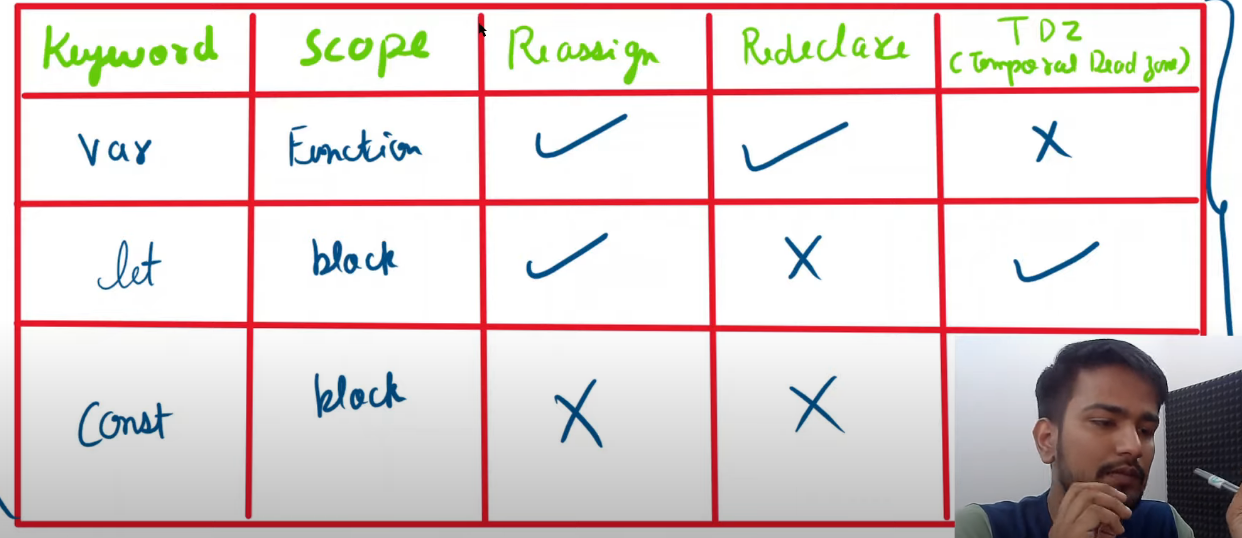 Keyword Scope Reassign Redeclare TDZ
(Temporal Dead zone)
var Function ✓ ✓ X
let block ✓ X ✓
Const block X X